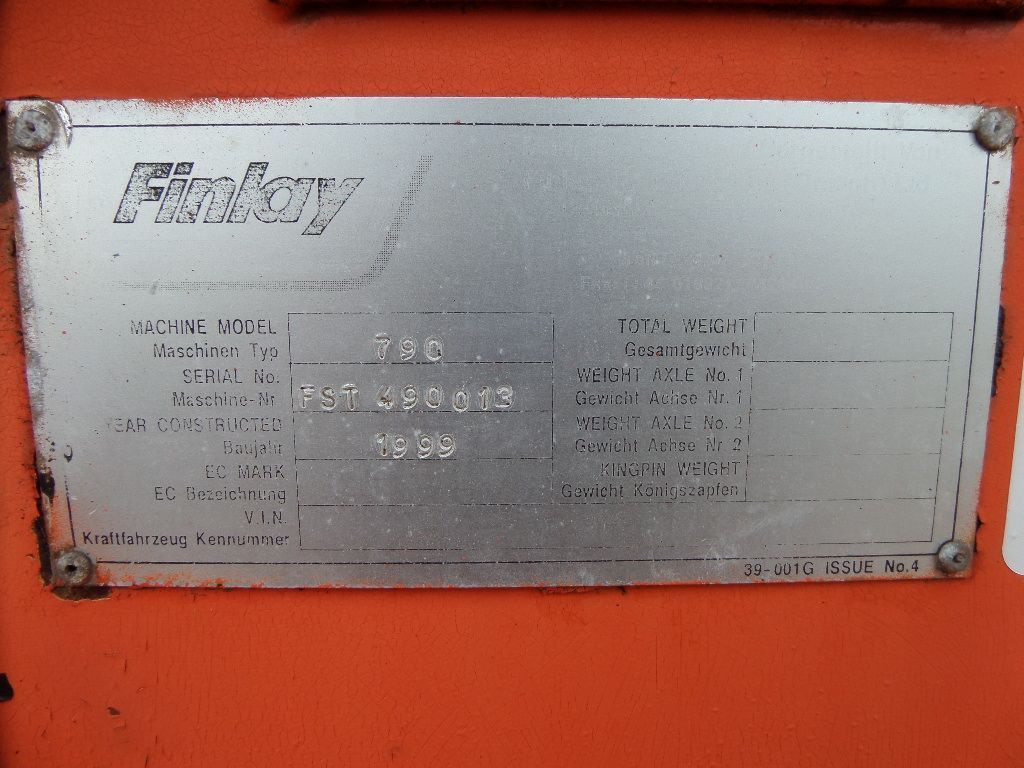 Finlay
MACHINE MODEL
Maschinen Typ
790
SERIAL No.
Maschine-Nr
FST 490013
YEAR CONSTRUCTED
Baujahr
1999
EC MARK
EC Bezeichnung
V.I.N.
Kraftfahrzeug Kennummer
TOTAL WEIGHT
Gesamtgewicht
WEIGHT AXLE No. 1
Gewicht Achse Nr. 1
WEIGHT AXLE No. 2
Gewicht Achse Nr. 2
KINGPIN WEIGHT
Gewicht Königszapfen
39-001G ISSUE No.4